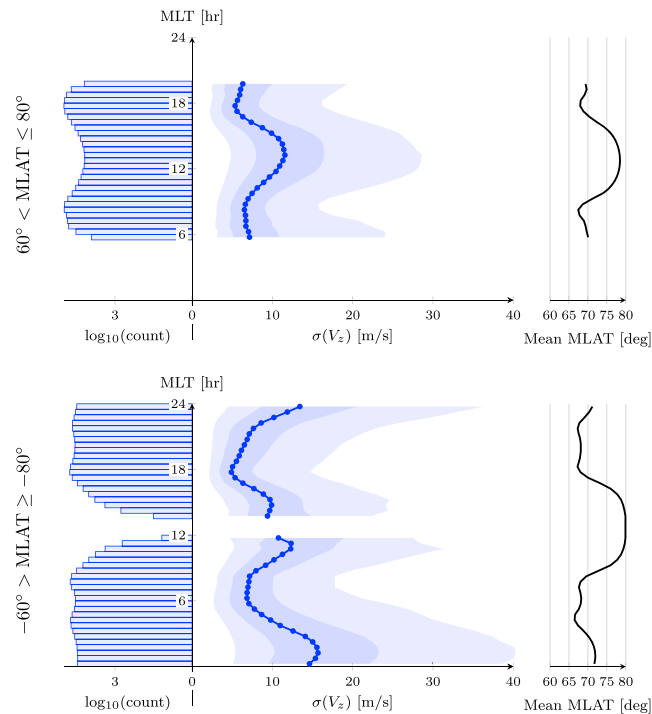 MLT [hr]
24
18
12
6
60° < MLAT ≤ 80°
3 0 10 20 30 40
log₁₀(count) σ(V_z) [m/s]
60 65 70 75 80
Mean MLAT [deg]
MLT [hr]
24
18
12
6
−60° > MLAT ≥ −80°
3 0 10 20 30 40
log₁₀(count) σ(V_z) [m/s]
60 65 70 75 80
Mean MLAT [deg]